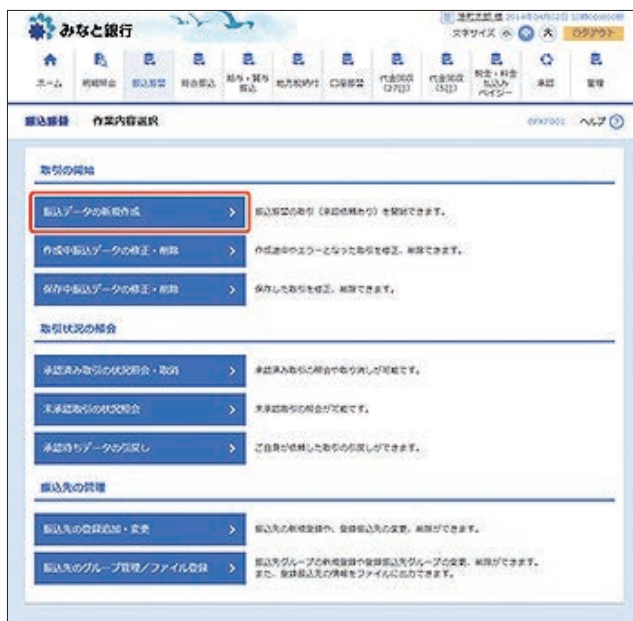 みなと銀行
文字サイズ 小 中 大 ログアウト
ホーム 明細照会 振込振替 総合振込 給与・賞与振込 地方税納付 口座振替 代金回収 代金回収 税金・料金払込みペイジー 承認 管理
振込振替 作業内容選択 ヘルプ ?
取引の開始
振込データの新規作成 振込振替の取引（承認依頼あり）を開始できます。
作成中振込データの修正・削除 作成途中やエラーとなった取引を修正、削除できます。
保存中振込データの修正・削除 保存した取引を修正、削除できます。
取引状況の照会
承認済み取引の状況照会・取消 承認済み取引の照会や取り消しが可能です。
未承認取引の状況照会 未承認取引の照会が可能です。
承認待ちデータの引戻し ご自身が依頼した取引の引戻しができます。
振込先の管理
振込先の登録追加・変更 振込先の新規登録や、登録振込先の変更、削除ができます。
振込先のグループ管理／ファイル登録 振込先グループの新規登録や登録振込先グループの変更、削除ができます。
また、登録振込先の情報をファイルに出力できます。